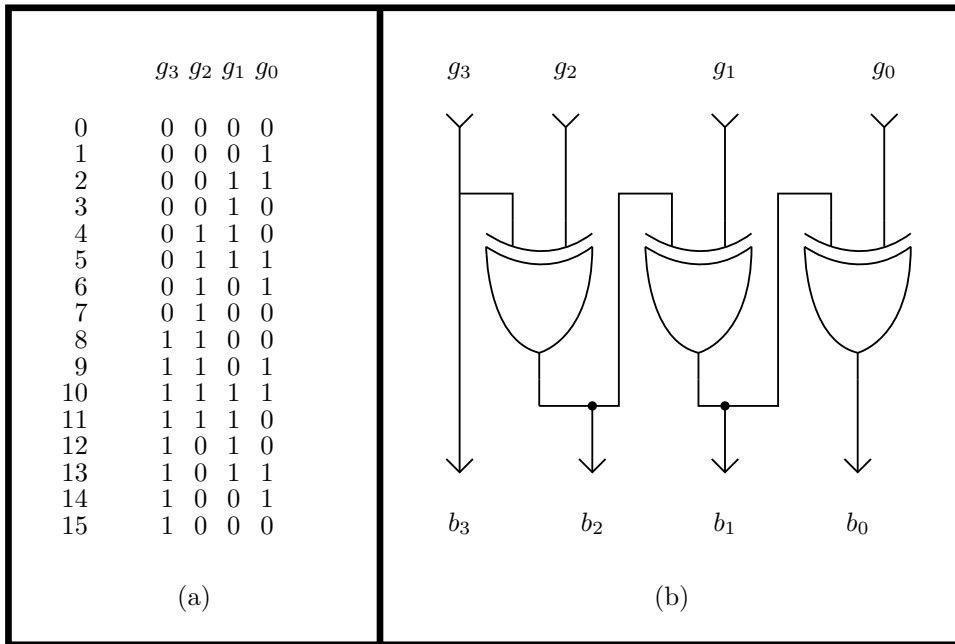 g3 g2 g1 g0
0 0 0 0 0
1 0 0 0 1
2 0 0 1 1
3 0 0 1 0
4 0 1 1 0
5 0 1 1 1
6 0 1 0 1
7 0 1 0 0
8 1 1 0 0
9 1 1 0 1
10 1 1 1 1
11 1 1 1 0
12 1 0 1 0
13 1 0 1 1
14 1 0 0 1
15 1 0 0 0
(a)
g3 g2 g1 g0
b3 b2 b1 b0
(b)